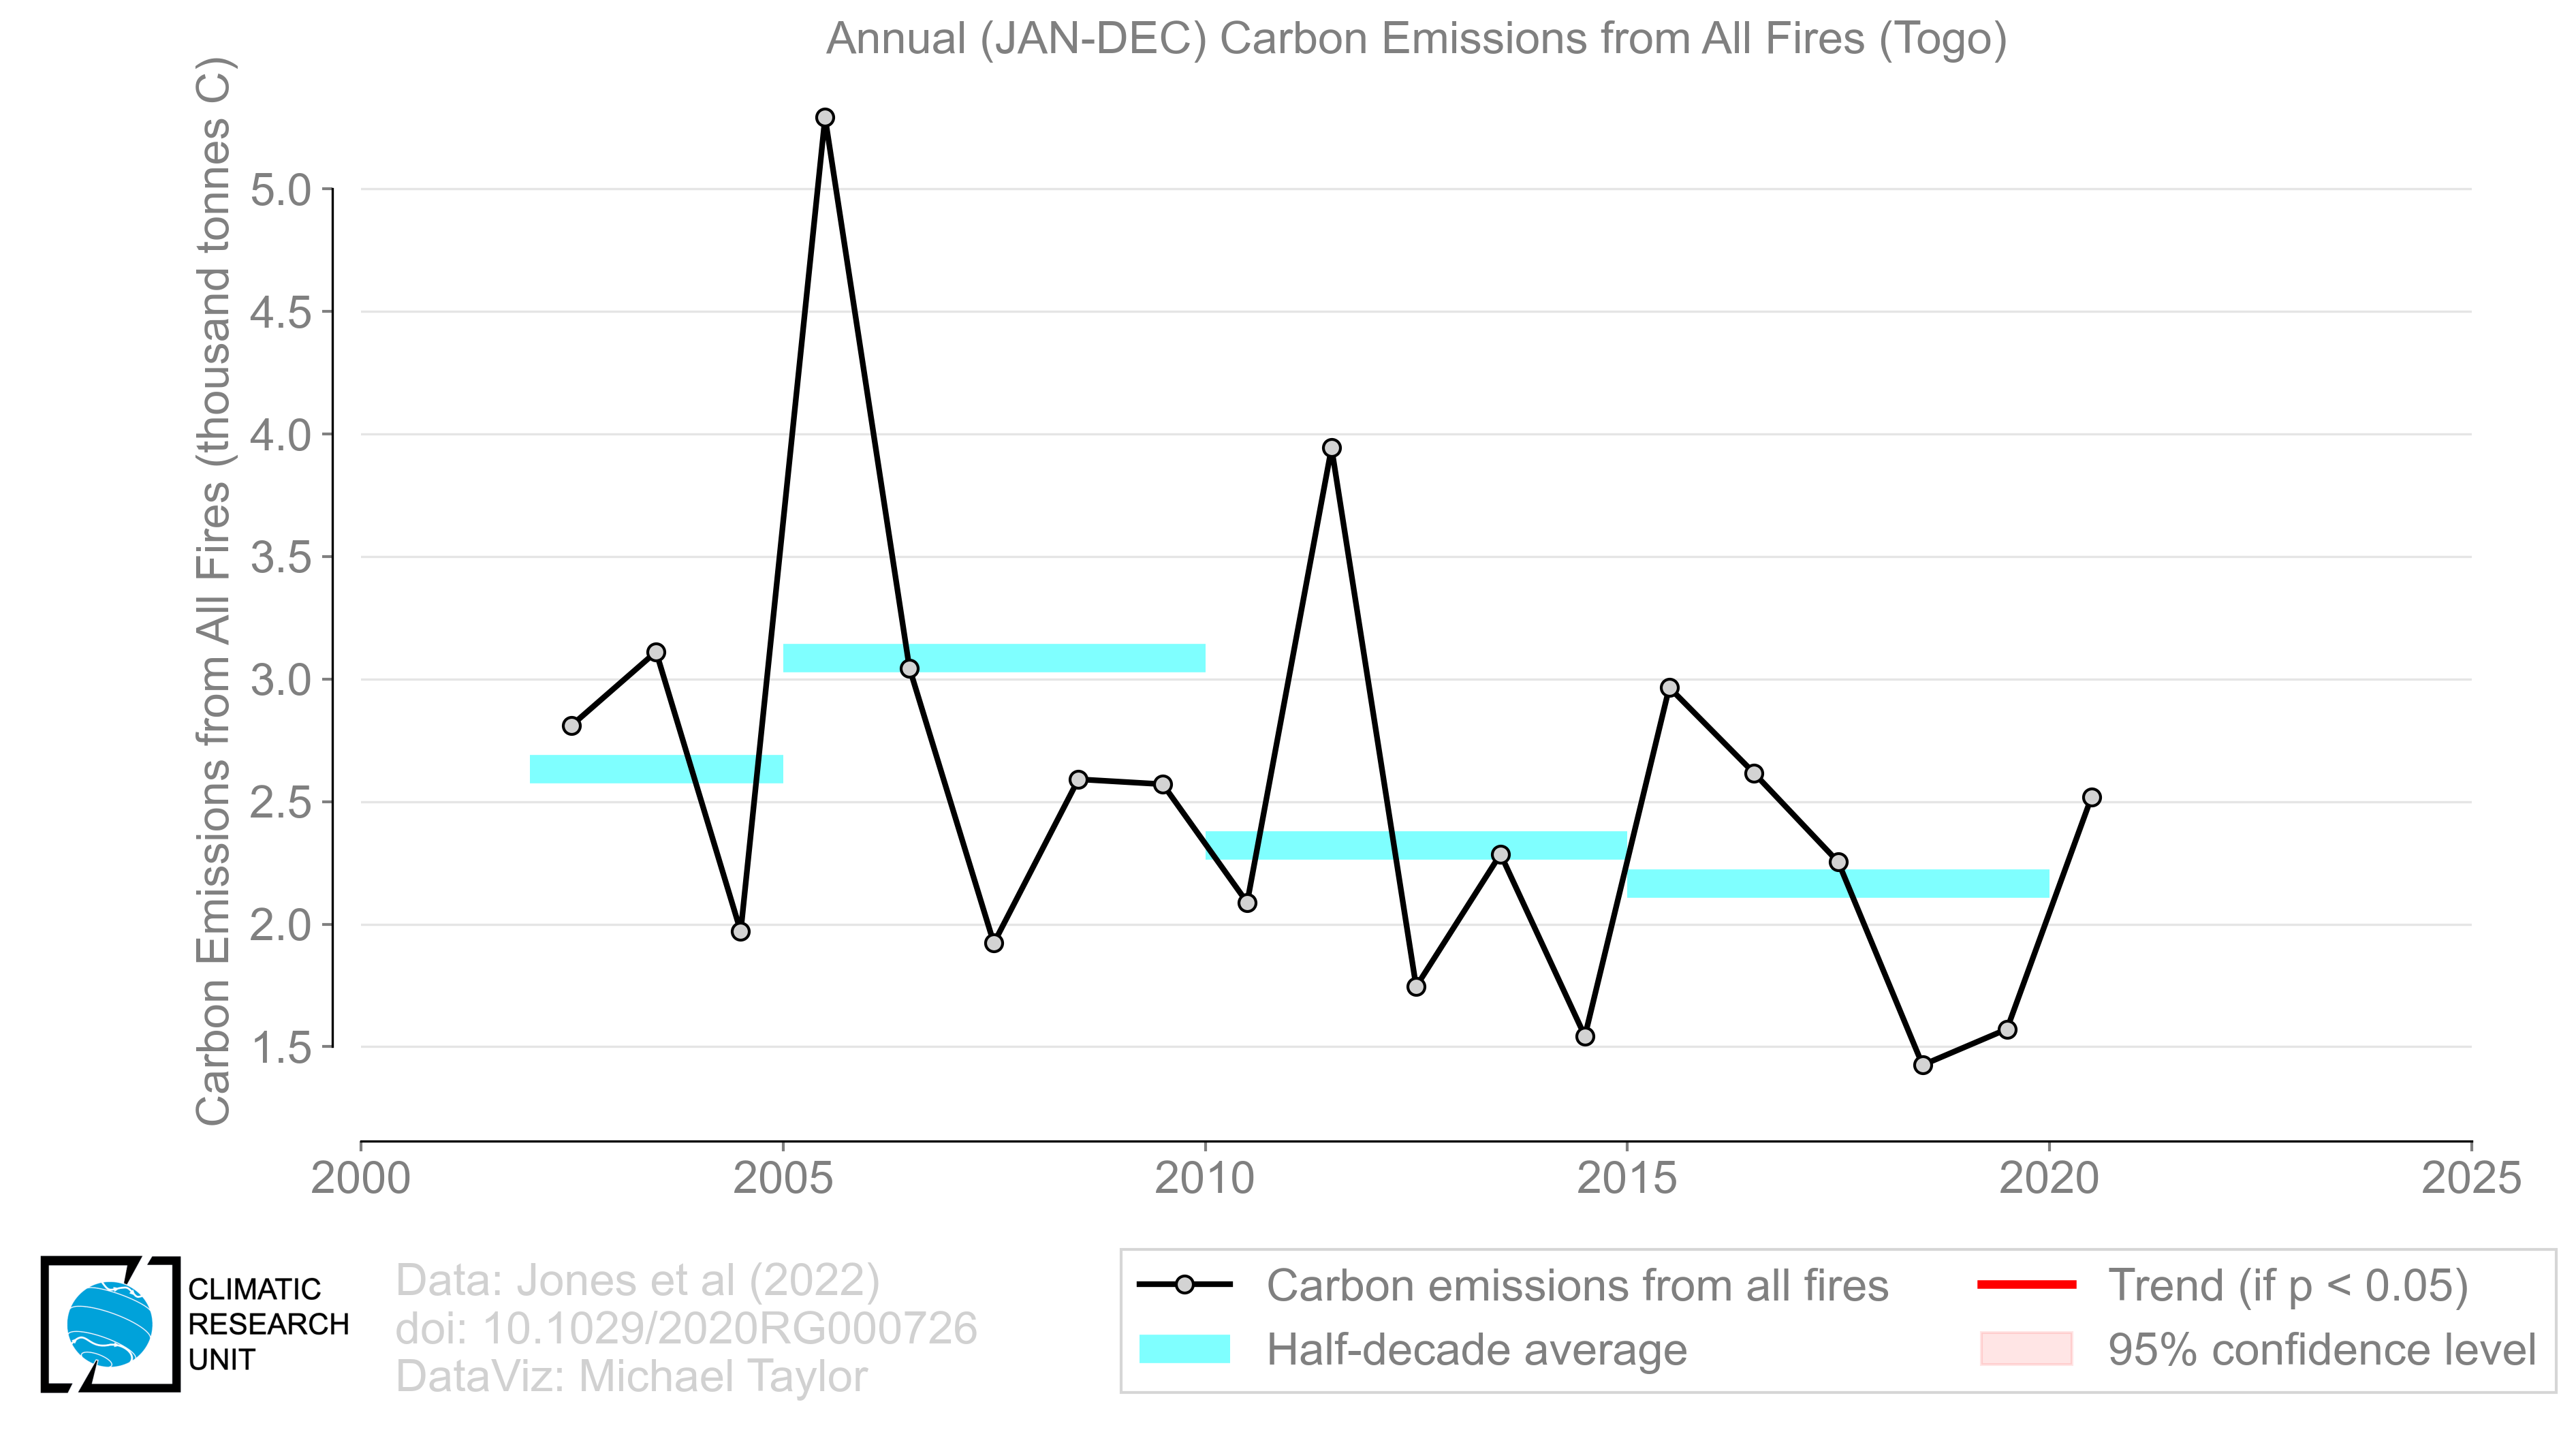 Annual (JAN-DEC) Carbon Emissions from All Fires (Togo)
Carbon Emissions from All Fires (thousand tonnes C)
5.0
4.5
4.0
3.5
3.0
2.5
2.0
1.5
2000 2005 2010 2015 2020 2025
CLIMATIC
RESEARCH
UNIT
Data: Jones et al (2022)
doi: 10.1029/2020RG000726
DataViz: Michael Taylor
Carbon emissions from all fires
Half-decade average
Trend (if p < 0.05)
95% confidence level